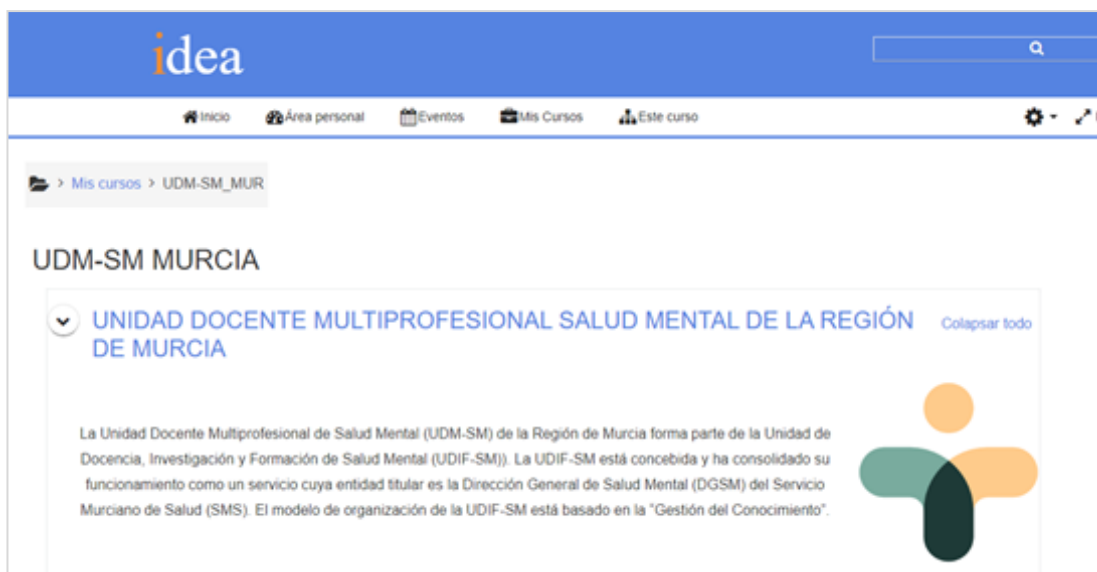 idea
Inicio Área personal Eventos Mis Cursos Este curso
> Mis cursos > UDM-SM_MUR
UDM-SM MURCIA
UNIDAD DOCENTE MULTIPROFESIONAL SALUD MENTAL DE LA REGIÓN Colapsar todo
DE MURCIA
La Unidad Docente Multiprofesional de Salud Mental (UDM-SM) de la Región de Murcia forma parte de la Unidad de
Docencia, Investigación y Formación de Salud Mental (UDIF-SM)). La UDIF-SM está concebida y ha consolidado su
funcionamiento como un servicio cuya entidad titular es la Dirección General de Salud Mental (DGSM) del Servicio
Murciano de Salud (SMS). El modelo de organización de la UDIF-SM está basado en la "Gestión del Conocimiento".